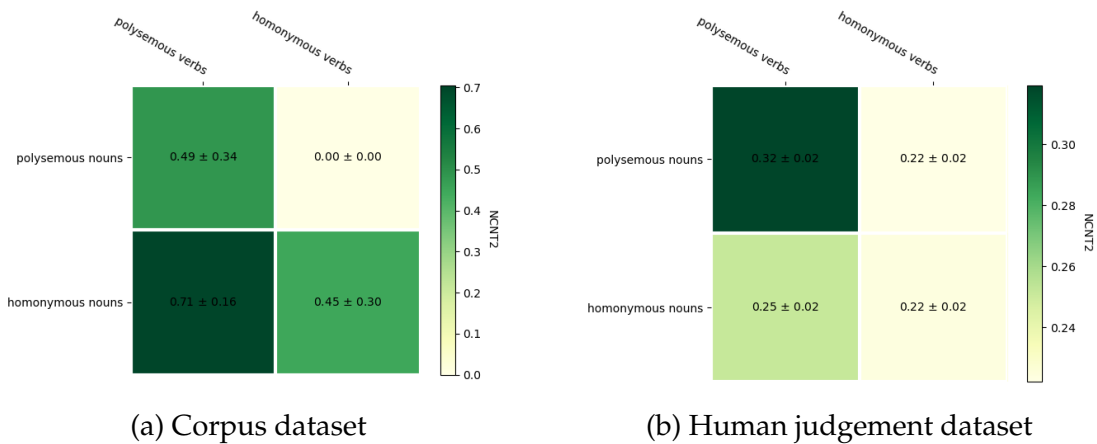 polysemous verbs
homonymous verbs
polysemous nouns
homonymous nouns
0.49 ± 0.34
0.00 ± 0.00
0.71 ± 0.16
0.45 ± 0.30
0.7
0.6
0.5
0.4
0.3
0.2
0.1
0.0
NCNT2
(a) Corpus dataset
polysemous verbs
homonymous verbs
polysemous nouns
homonymous nouns
0.32 ± 0.02
0.22 ± 0.02
0.25 ± 0.02
0.22 ± 0.02
0.30
0.28
0.26
0.24
NCNT2
(b) Human judgement dataset